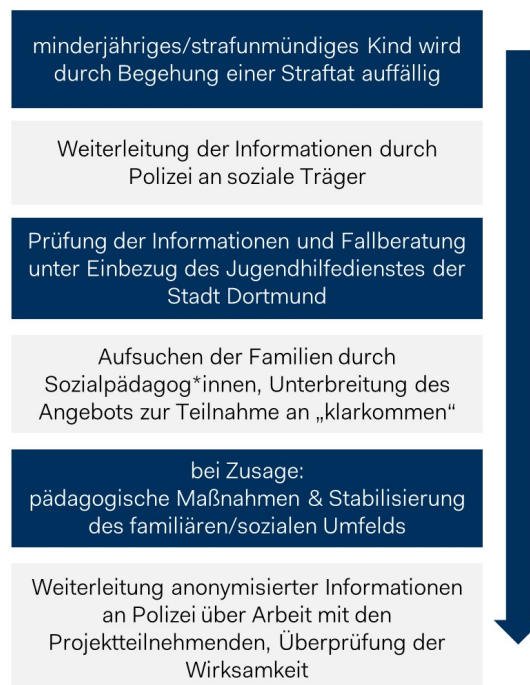 minderjähriges/strafunmündiges Kind wird
durch Begehung einer Straftat auffällig
Weiterleitung der Informationen durch
Polizei an soziale Träger
Prüfung der Informationen und Fallberatung
unter Einbezug des Jugendhilfedienstes der
Stadt Dortmund
Aufsuchen der Familien durch
Sozialpädagog*innen, Unterbreitung des
Angebots zur Teilnahme an „klarkommen“
bei Zusage:
pädagogische Maßnahmen & Stabilisierung
des familiären/sozialen Umfelds
Weiterleitung anonymisierter Informationen
an Polizei über Arbeit mit den
Projektteilnehmenden, Überprüfung der
Wirksamkeit